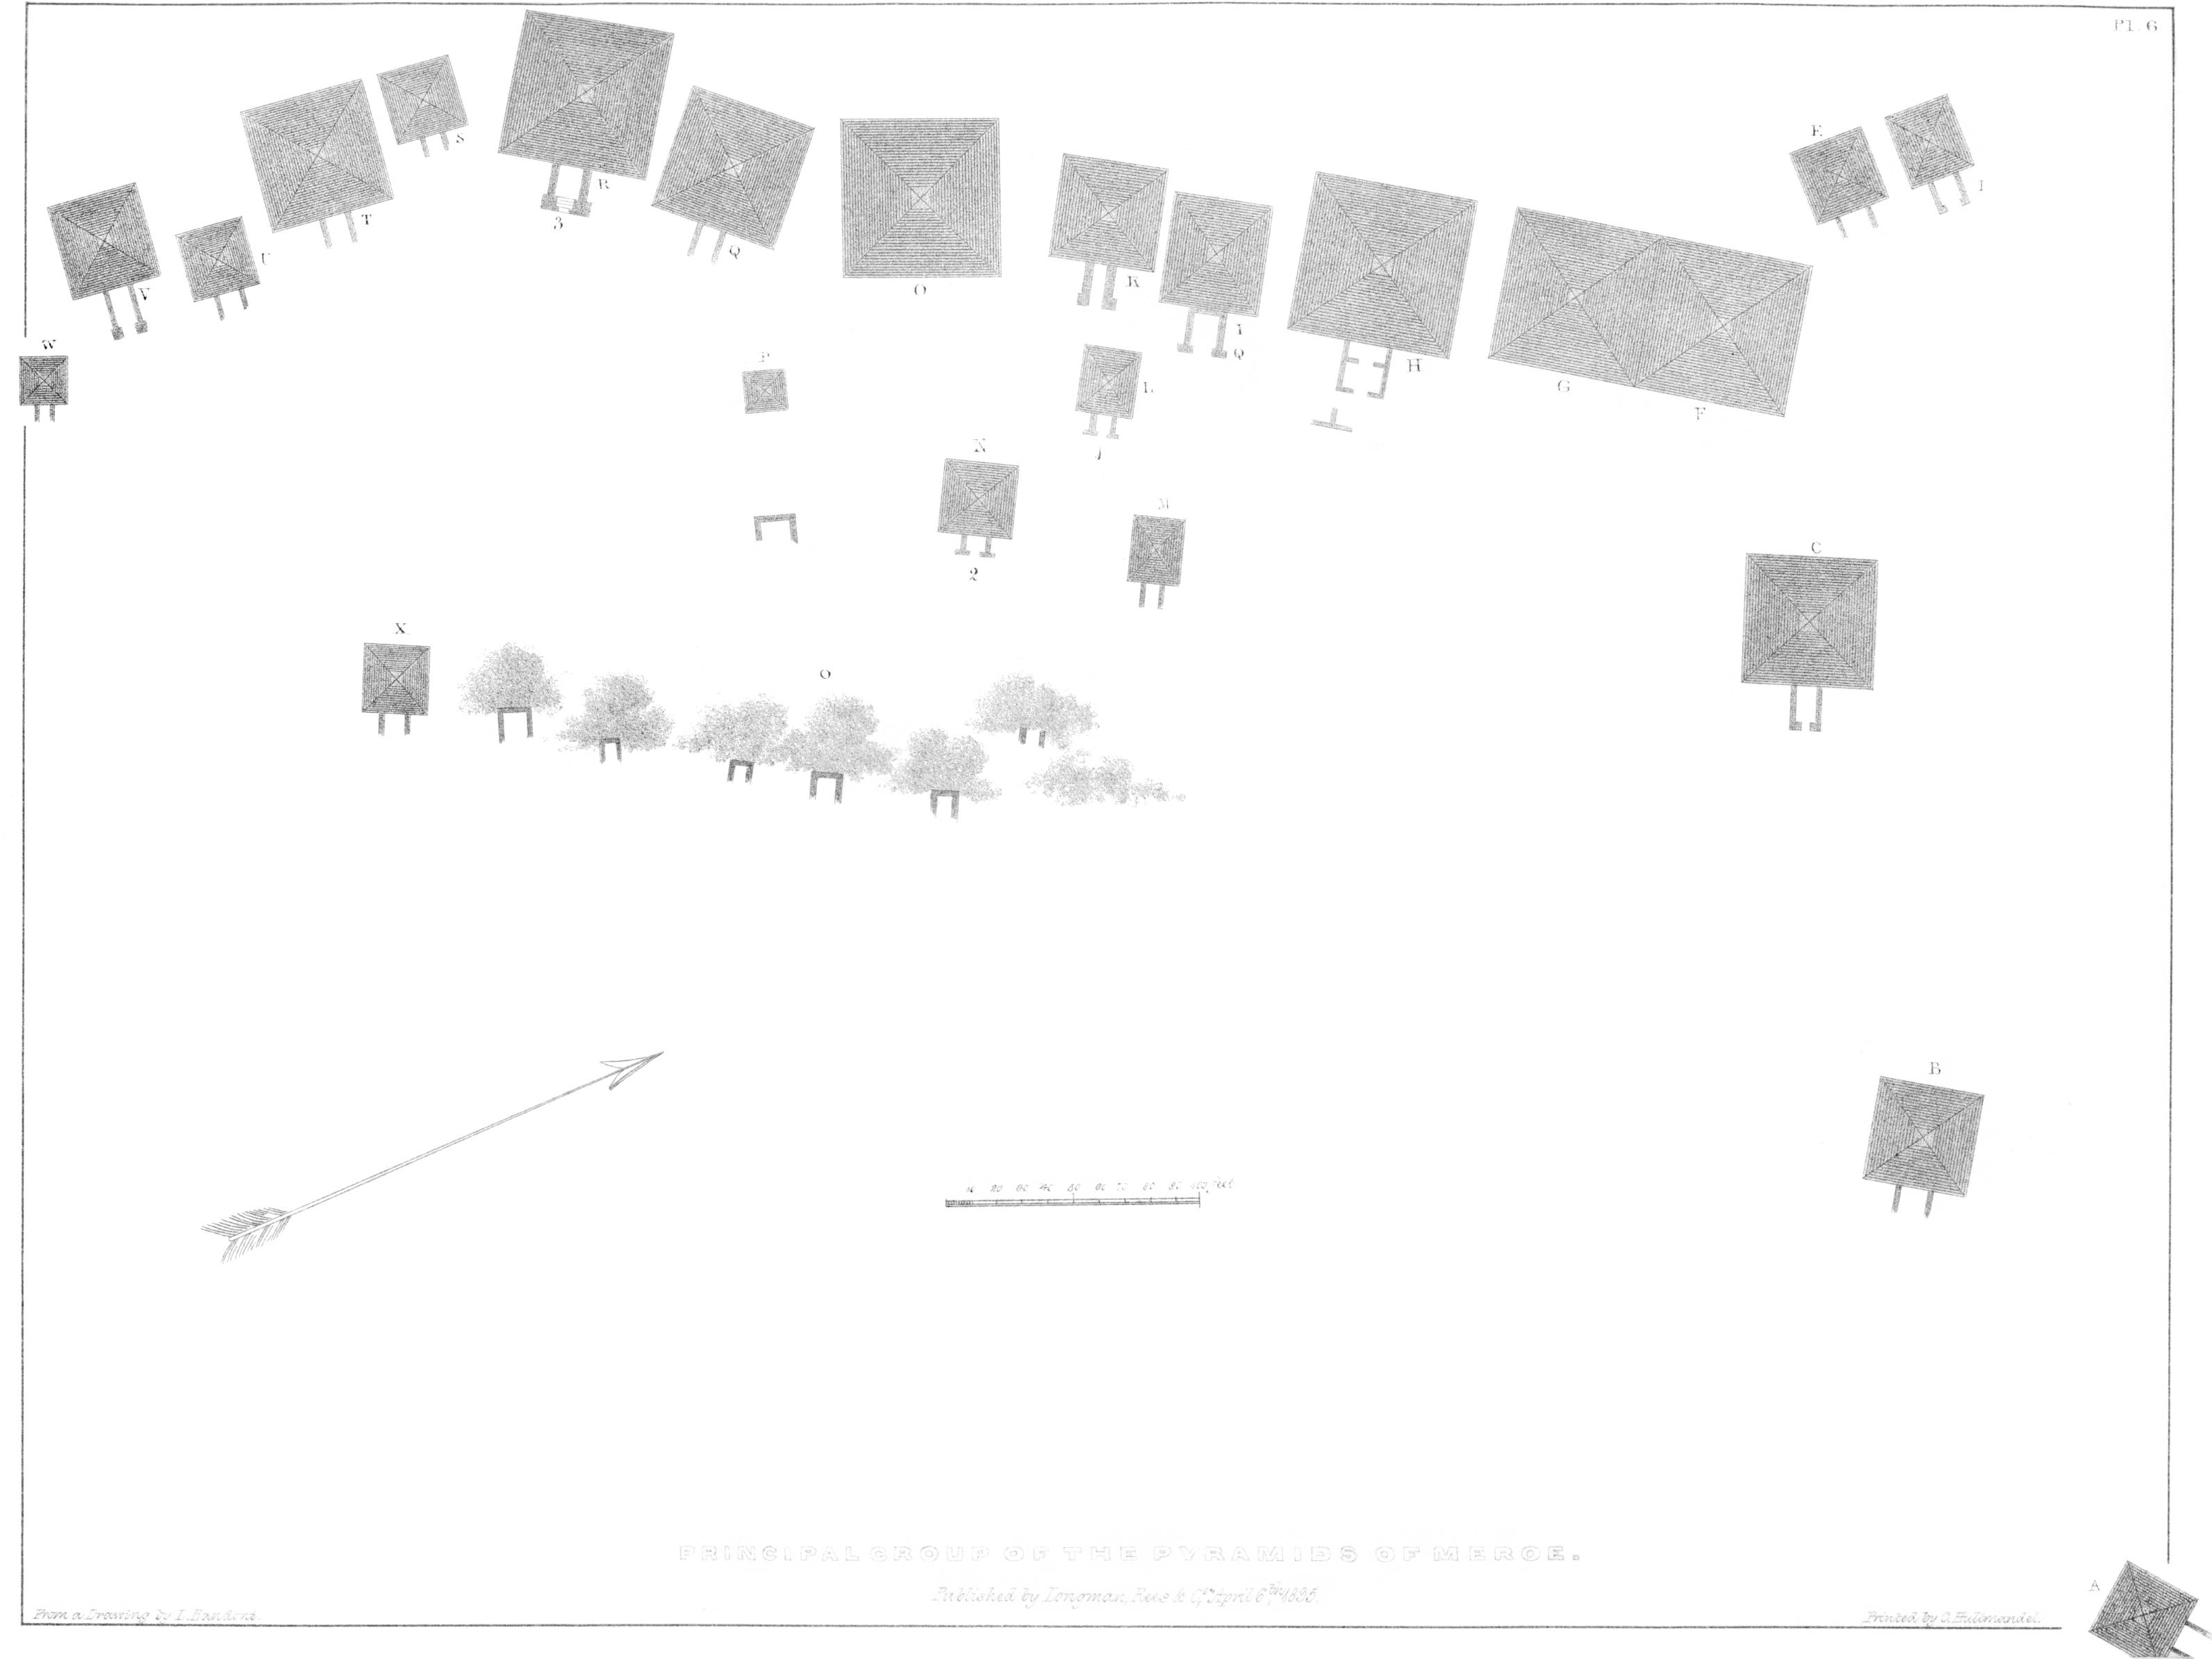 Pl. 6
E
I
S
T
R
3
U
V
Q
O
K
I
Q
H
G
F
W
P
L
J
N
2
M
C
X
O
B
10 20 30 40 50 60 70 80 90 100 feet
PRINCIPAL GROUP OF THE PYRAMIDS OF MEROE.
Published by Longman, Rees & Co. April 6th, 1835.
From a Drawing by L. Bandoni.
Printed by C. Hullmandel.
A